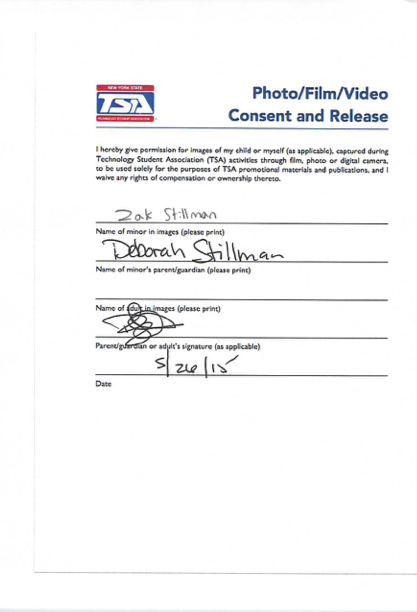 NEW YORK STATE
TSA
TECHNOLOGY STUDENT ASSOCIATION
Photo/Film/Video
Consent and Release
I hereby give permission for images of my child or myself (as applicable), captured during
Technology Student Association (TSA) activities through film, photo or digital camera,
to be used solely for the purposes of TSA promotional materials and publications, and I
waive any rights of compensation or ownership thereto.
Zak Stillman
Name of minor in images (please print)
Deborah Stillman
Name of minor's parent/guardian (please print)
Name of adult in images (please print)
Parent/guardian or adult's signature (as applicable)
5/26/15
Date